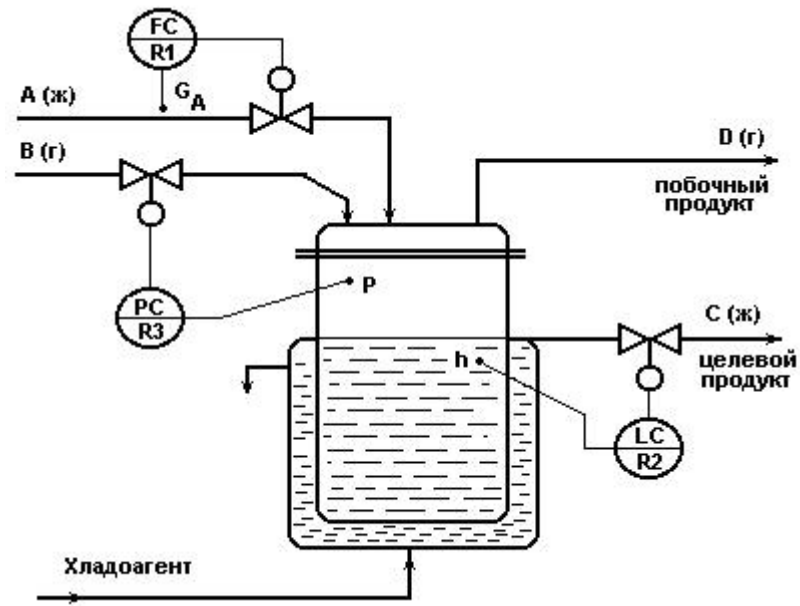 FC
R1
G A
A (ж)
B (г)
D (г)
побочный
продукт
PC
R3
P
C (ж)
целевой
продукт
h
LC
R2
Хладоагент